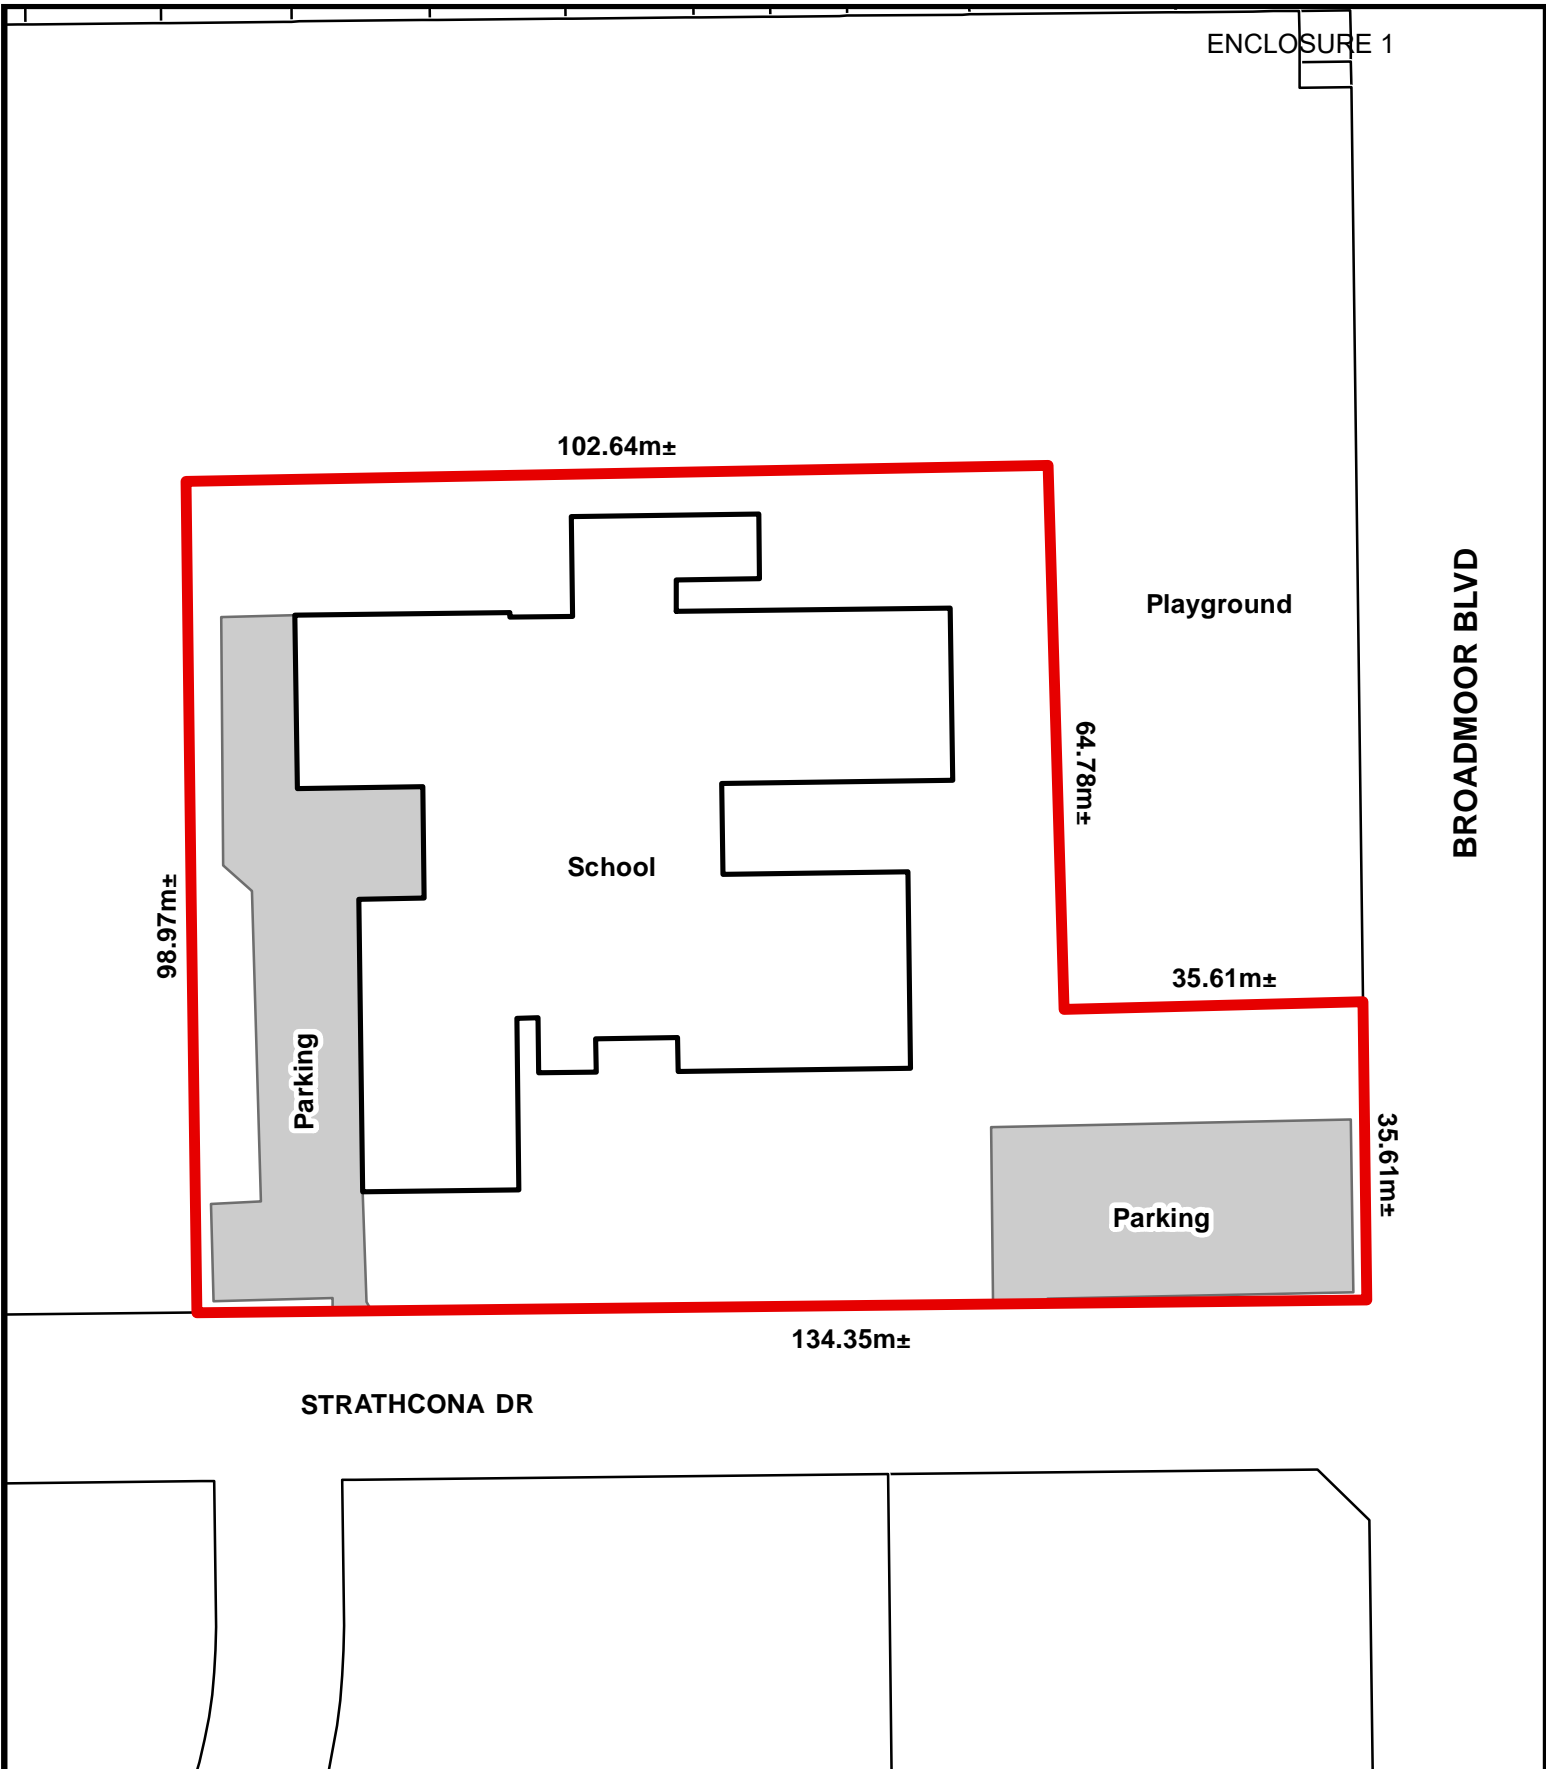 ENCLOSURE 1
102.64m±
Playground
BROADMOOR BLVD
64.78m±
School
98.97m±
35.61m±
Parking
35.61m±
Parking
134.35m±
STRATHCONA DR